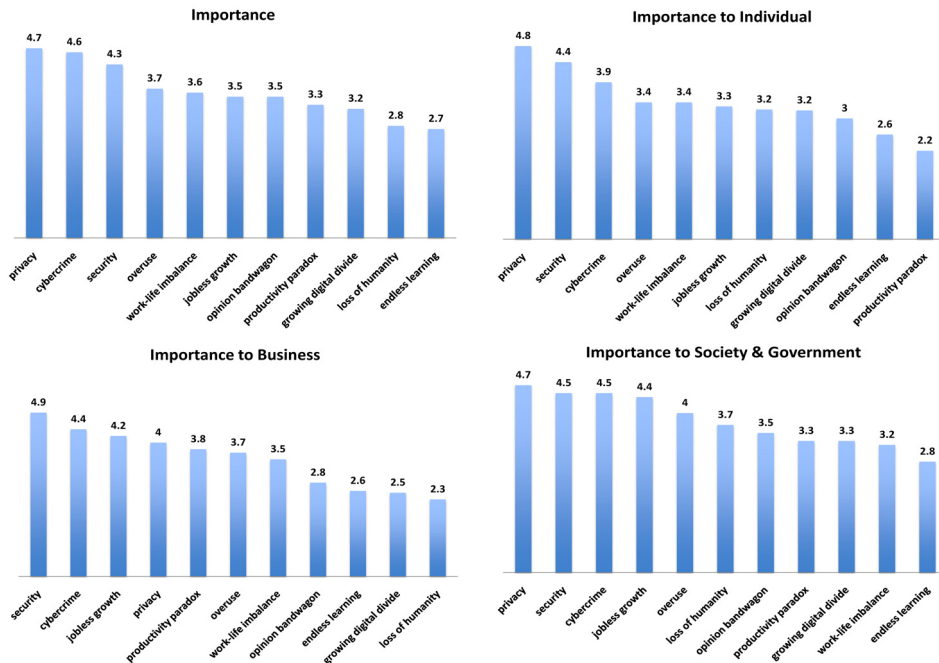 Importance
4.7 4.6 4.3 3.7 3.6 3.5 3.5 3.3 3.2 2.8 2.7
privacy cybercrime security overuse work-life imbalance jobless growth opinion bandwagon productivity paradox growing digital divide loss of humanity endless learning
Importance to Individual
4.8 4.4 3.9 3.4 3.4 3.3 3.2 3.2 3 2.6 2.2
privacy security cybercrime overuse work-life imbalance jobless growth loss of humanity growing digital divide opinion bandwagon endless learning productivity paradox
Importance to Business
4.9 4.4 4.2 4 3.8 3.7 3.5 2.8 2.6 2.5 2.3
security cybercrime jobless growth privacy productivity paradox overuse work-life imbalance opinion bandwagon endless learning growing digital divide loss of humanity
Importance to Society & Government
4.7 4.5 4.5 4.4 4 3.7 3.5 3.3 3.3 3.2 2.8
privacy security cybercrime jobless growth overuse loss of humanity opinion bandwagon productivity paradox growing digital divide work-life imbalance endless learning